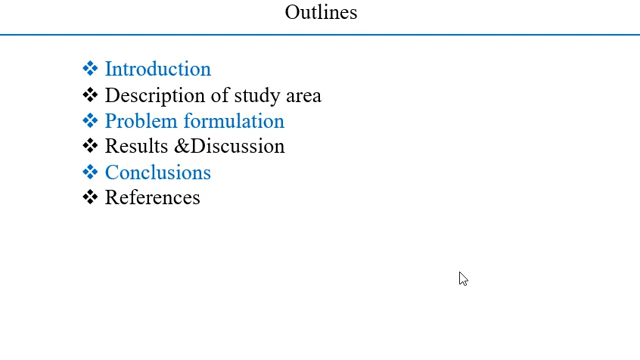 Outlines
❖ Introduction
❖ Description of study area
❖ Problem formulation
❖ Results &Discussion
❖ Conclusions
❖ References